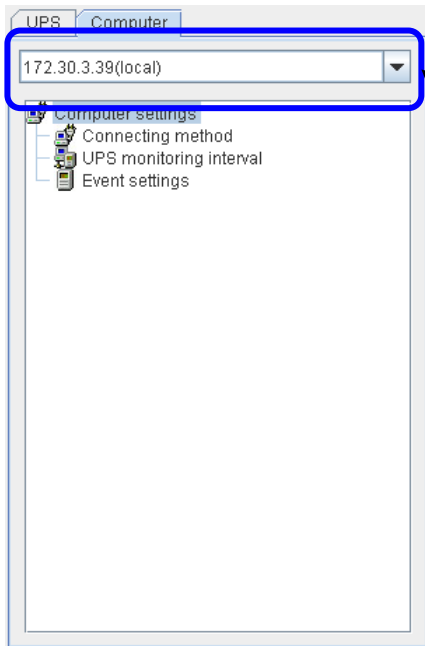 UPS Computer
172.30.3.39(local)
Computer settings
Connecting method
UPS monitoring interval
Event settings